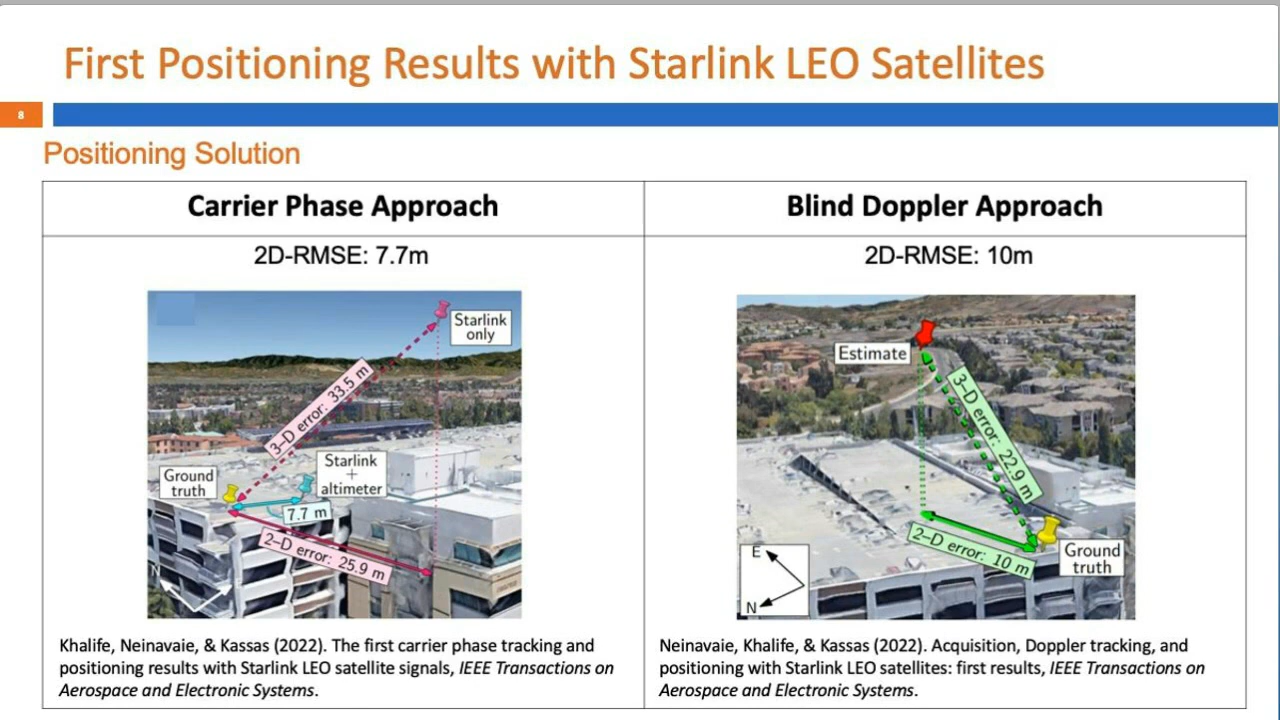 First Positioning Results with Starlink LEO Satellites
8
Positioning Solution
Carrier Phase Approach
2D-RMSE: 7.7m
Starlink
only
3–D error: 33.5 m
Ground
truth
Starlink
+
altimeter
7.7 m
2–D error: 25.9 m
Khalife, Neinavaie, & Kassas (2022). The first carrier phase tracking and
positioning results with Starlink LEO satellite signals, IEEE Transactions on
Aerospace and Electronic Systems.
Blind Doppler Approach
2D-RMSE: 10m
Estimate
3–D error: 22.9 m
2–D error: 10 m
Ground
truth
E
N
Neinavaie, Khalife, & Kassas (2022). Acquisition, Doppler tracking, and
positioning with Starlink LEO satellites: first results, IEEE Transactions on
Aerospace and Electronic Systems.